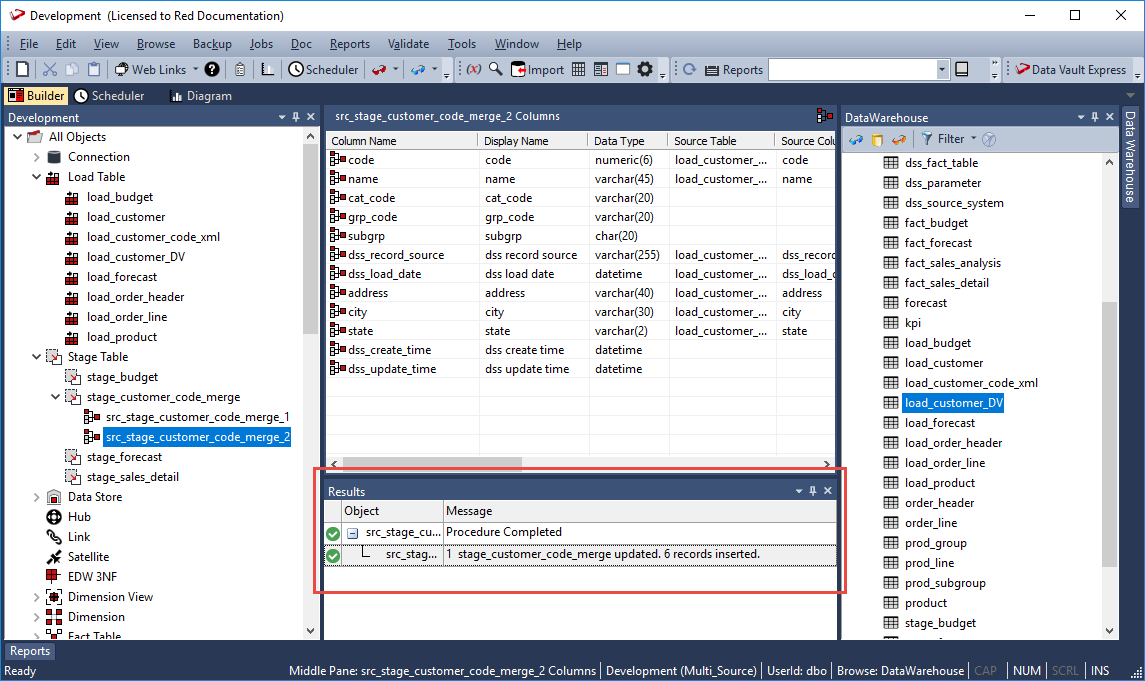 Development (Licensed to Red Documentation)
File Edit View Browse Backup Jobs Doc Reports Validate Tools Window Help
Web Links Scheduler (x) Import Reports Data Vault Express
Builder Scheduler Diagram
Development
All Objects
Connection
Load Table
load_budget
load_customer
load_customer_code_xml
load_customer_DV
load_forecast
load_order_header
load_order_line
load_product
Stage Table
stage_budget
stage_customer_code_merge
src_stage_customer_code_merge_1
src_stage_customer_code_merge_2
stage_forecast
stage_sales_detail
Data Store
Hub
Link
Satellite
EDW 3NF
Dimension View
Dimension
Fact Table
src_stage_customer_code_merge_2 Columns
Column Name Display Name Data Type Source Table Source Colu
code code numeric(6) load_customer_... code
name name varchar(45) load_customer_... name
cat_code cat_code varchar(20)
grp_code grp_code varchar(20)
subgrp subgrp char(20)
dss_record_source dss record source varchar(255) load_customer_... dss_record
dss_load_date dss load date datetime load_customer_... dss_load_d
address address varchar(40) load_customer_... address
city city varchar(30) load_customer_... city
state state varchar(2) load_customer_... state
dss_create_time dss create time datetime
dss_update_time dss update time datetime
Results
Object Message
src_stage_cu... Procedure Completed
src_stag... 1 stage_customer_code_merge updated. 6 records inserted.
DataWarehouse
Filter
dss_fact_table
dss_parameter
dss_source_system
fact_budget
fact_forecast
fact_sales_analysis
fact_sales_detail
forecast
kpi
load_budget
load_customer
load_customer_code_xml
load_customer_DV
load_forecast
load_order_header
load_order_line
load_product
order_header
order_line
prod_group
prod_line
prod_subgroup
product
stage_budget
Data Warehouse
Reports
Ready Middle Pane: src_stage_customer_code_merge_2 Columns Development (Multi_Source) UserId: dbo Browse: DataWarehouse CAP NUM SCRL INS